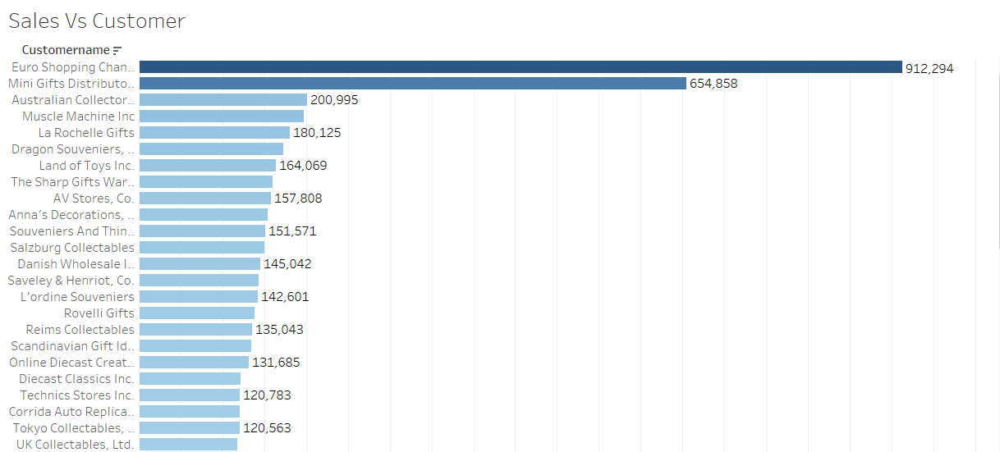 Sales Vs Customer
Customername
Euro Shopping Chan.. 912,294
Mini Gifts Distributo.. 654,858
Australian Collector.. 200,995
Muscle Machine Inc
La Rochelle Gifts 180,125
Dragon Souveniers, ..
Land of Toys Inc. 164,069
The Sharp Gifts War..
AV Stores, Co. 157,808
Anna's Decorations, ..
Souveniers And Thin.. 151,571
Salzburg Collectables
Danish Wholesale I.. 145,042
Saveley & Henriot, Co.
L'ordine Souveniers 142,601
Rovelli Gifts
Reims Collectables 135,043
Scandinavian Gift Id..
Online Diecast Creat.. 131,685
Diecast Classics Inc.
Technics Stores Inc. 120,783
Corrida Auto Replica..
Tokyo Collectables, .. 120,563
UK Collectables, Ltd.